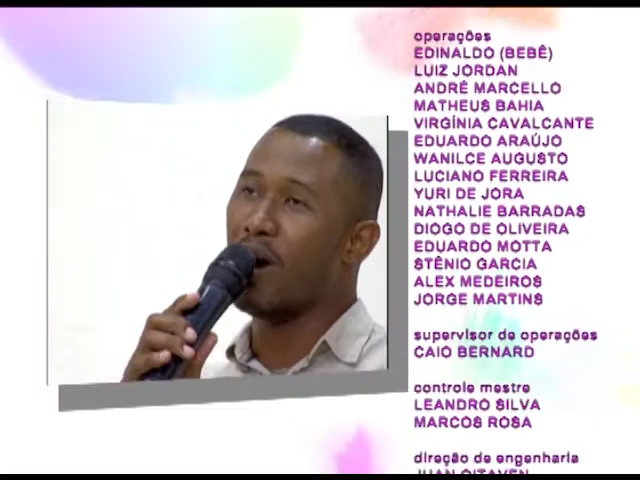 operações
EDINALDO (BEBÊ)
LUIZ JORDAN
ANDRÉ MARCELLO
MATHEUS BAHIA
VIRGÍNIA CAVALCANTE
EDUARDO ARAÚJO
WANILCE AUGUSTO
LUCIANO FERREIRA
YURI DE JORA
NATHALIE BARRADAS
DIOGO DE OLIVEIRA
EDUARDO MOTTA
STÊNIO GARCIA
ALEX MEDEIROS
JORGE MARTINS
supervisor de operações
CAIO BERNARD
controle mestre
LEANDRO SILVA
MARCOS ROSA
direção de engenharia
JUAN